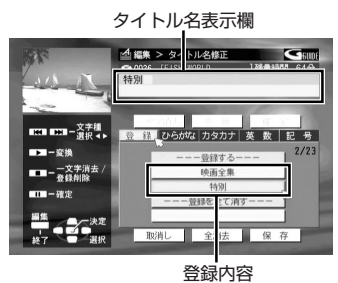 タイトル名表示欄
編集 > タイトル名修正
GGUIDE
0026
特別
文字種
選択
変換
一文字消去/
登録削除
確定
編集
終了
決定
選択
登 録
ひらがな
カタカナ
英 数
記 号
2/23
---登録する---
映画全集
特別
---登録を全て消す---
取消し
全消去
保 存
登録内容